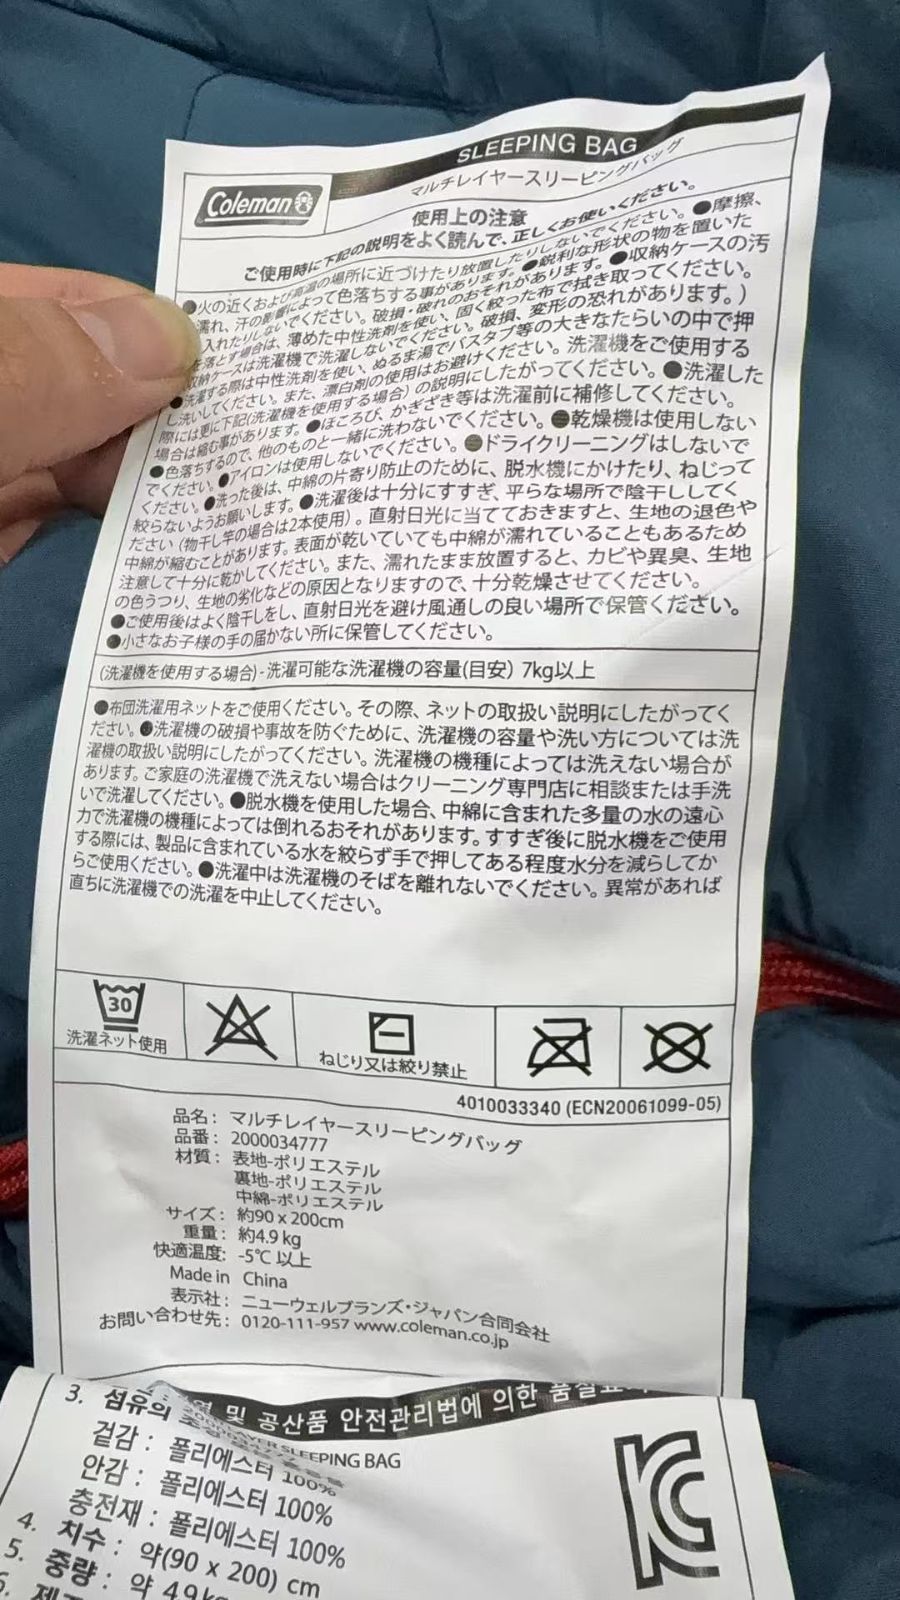 SLEEPING BAG
Coleman
マルチレイヤースリーピングバッグ
使用上の注意
ご使用時に下記の説明をよく読んで、正しくお使いください。
●火の近くおよび高温の場所に近づけたり放置したりしないでください。●摩擦、
濡れ、汗の影響によって色落ちする事があります。●鋭利な形状の物を置いた
入れたりしないでください。破損・破れのおそれがあります。●収納ケースの汚
を落とす場合は、薄めた中性洗剤を使い、固く絞った布で拭き取ってください。
収納ケースは洗濯機で洗濯しないでください。破損、変形の恐れがあります。）
●洗濯する際は中性洗剤を使い、ぬるま湯でバスタブ等の大きなたらいの中で押
し洗いしてください。また、漂白剤の使用はお避けください。洗濯機をご使用する
際には更に下記(洗濯機を使用する場合）の説明にしたがってください。●洗濯した
場合は縮む事があります。●ほころび、かぎざき等は洗濯前に補修してください。
●色落ちするので、他のものと一緒に洗わないでください。●乾燥機は使用しない
でください。●アイロンは使用しないでください。●ドライクリーニングはしないで
ください。●洗った後は、中綿の片寄り防止のために、脱水機にかけたり、ねじって
絞らないようお願いします。●洗濯後は十分にすすぎ、平らな場所で陰干ししてく
ださい（物干し竿の場合は2本使用）。直射日光に当てておきますと、生地の退色や
中綿が縮むことがあります。表面が乾いていても中綿が濡れていることもあるため
注意して十分に乾かしてください。また、濡れたまま放置すると、カビや異臭、生地
の色うつり、生地の劣化などの原因となりますので、十分乾燥させてください。
●ご使用後はよく陰干しをし、直射日光を避け風通しの良い場所で保管ください。
●小さなお子様の手の届かない所に保管してください。
(洗濯機を使用する場合)-洗濯可能な洗濯機の容量(目安）7kg以上
●布団洗濯用ネットをご使用ください。その際、ネットの取扱い説明にしたがってく
ださい。●洗濯機の破損や事故を防ぐために、洗濯機の容量や洗い方については洗
濯機の取扱い説明にしたがってください。洗濯機の機種によっては洗えない場合が
あります。ご家庭の洗濯機で洗えない場合はクリーニング専門店に相談または手洗
いで洗濯してください。●脱水機を使用した場合、中綿に含まれた多量の水の遠心
力で洗濯機の機種によっては倒れるおそれがあります。すすぎ後に脱水機をご使用
する際には、製品に含まれている水を絞らず手で押してある程度水分を減らしてか
らご使用ください。●洗濯中は洗濯機のそばを離れないでください。異常があれば
直ちに洗濯機での洗濯を中止してください。
30
洗濯ネット使用
ねじり又は絞り禁止
4010033340 (ECN20061099-05)
品名： マルチレイヤースリーピングバッグ
品番： 2000034777
材質： 表地-ポリエステル
裏地-ポリエステル
中綿-ポリエステル
サイズ： 約90 x 200cm
重量： 約4.9 kg
快適温度: -5℃ 以上
Made in China
表示社： ニューウェルブランズ・ジャパン合同会社
お問い合わせ先： 0120-111-957 www.coleman.co.jp
및 공산품 안전관리법에 의한 품질표
SLEEPING BAG
3. 섬유의
겉감 : 폴리에스터 100%
안감 : 폴리에스터 100%
충전재 : 폴리에스터 100%
4. 치수 : 약(90 x 200) cm
5. 중량 : 약 4.9